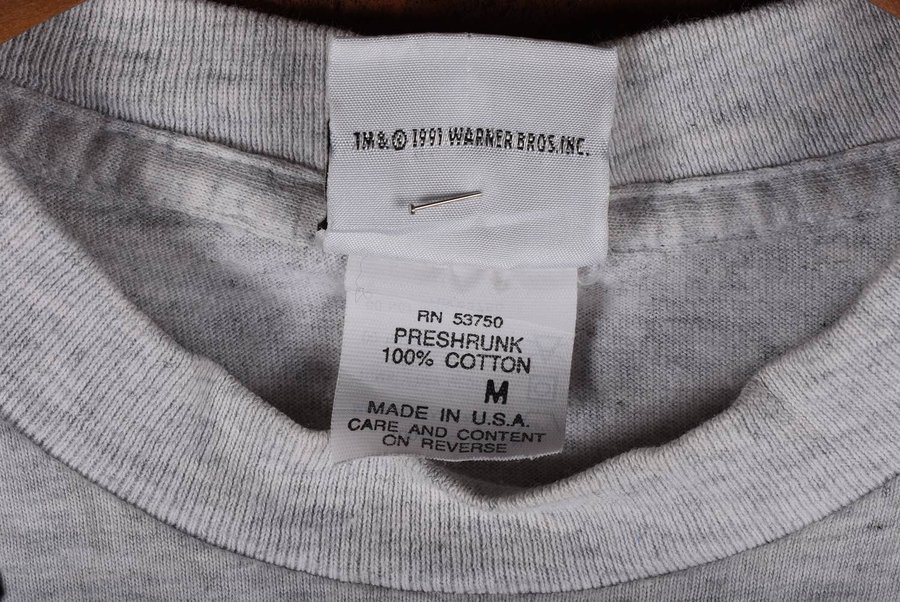 TM & © 1991 WARNER BROS. INC.
RN 53750
PRESHRUNK
100% COTTON
M
MADE IN U.S.A.
CARE AND CONTENT
ON REVERSE